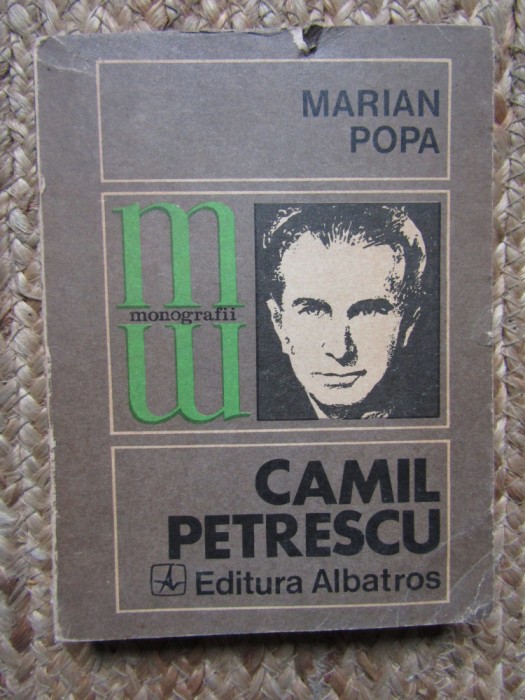 MARIAN
POPA
m
monografii
m
CAMIL
PETRESCU
Editura Albatros